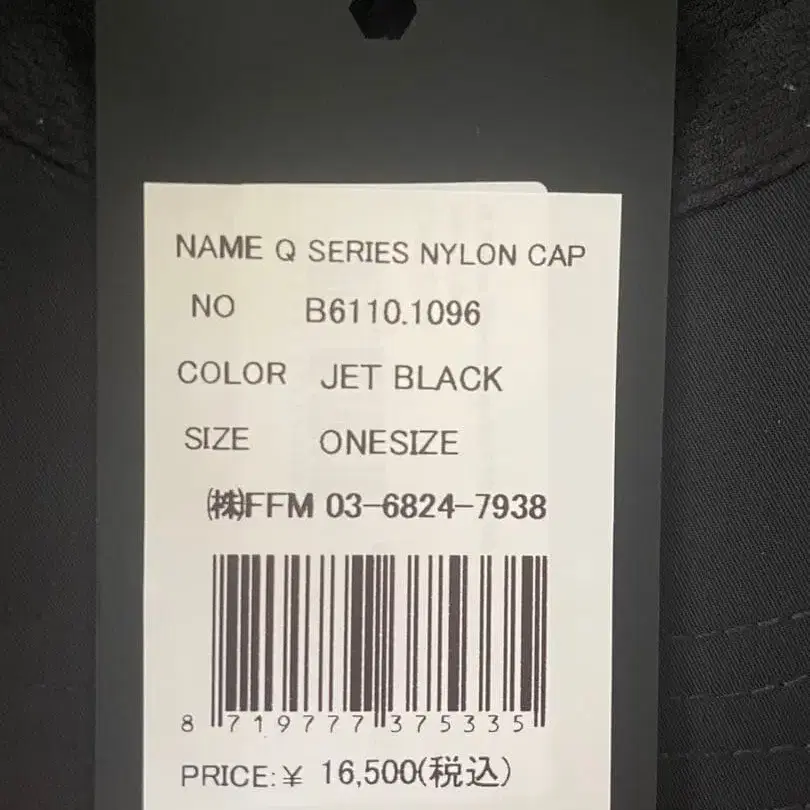 NAME Q SERIES NYLON CAP
NO B6110.1096
COLOR JET BLACK
SIZE ONESIZE
㈱FFM 03-6824-7938
8 719777 375335
PRICE:¥ 16,500(税込)